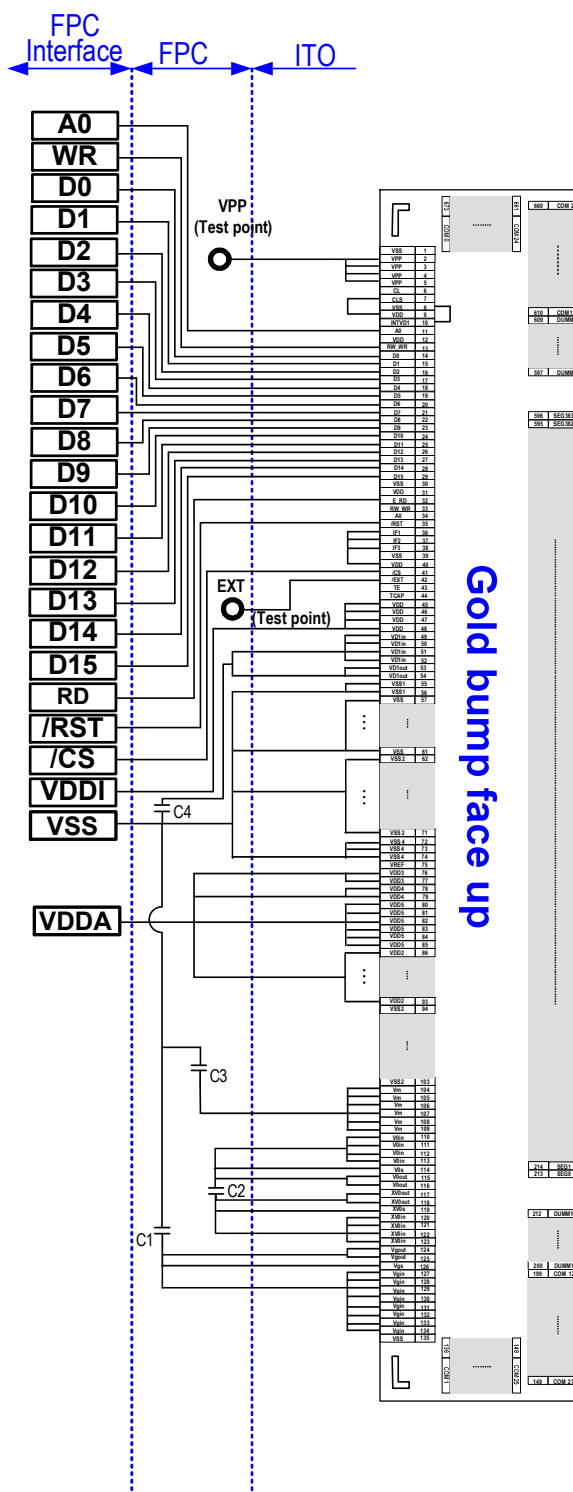 FPC
Interface
FPC
ITO
A0
WR
D0
D1
D2
D3
D4
D5
D6
D7
D8
D9
D10
D11
D12
D13
D14
D15
RD
/RST
/CS
VDDI
VSS
VDDA
VPP
(Test point)
EXT
(Test point)
C4
C3
C2
C1
673 COM 0
661 COM 24
VSS 1
VPP 2
VPP 3
VPP 4
VPP 5
CL 6
CLS 7
VSS 8
VDD 9
INTVD1 10
A0 11
VDD 12
RW_WR 13
D0 14
D1 15
D2 16
D3 17
D4 18
D5 19
D6 20
D7 21
D8 22
D9 23
D10 24
D11 25
D12 26
D13 27
D14 28
D15 29
VSS 30
VDD 31
E_RD 32
RW_WR 33
A0 34
/RST 35
IF1 36
IF2 37
IF3 38
VSS 39
VDD 40
/CS 41
/EXT 42
TE 43
TCAP 44
VDD 45
VDD 46
VDD 47
VDD 48
VD1in 49
VD1in 50
VD1in 51
VD1in 52
VD1out 53
VD1out 54
VSS1 55
VSS1 56
VSS 57
VSS 61
VSS2 62
VSS2 71
VSS4 72
VSS4 73
VSS4 74
VREF 75
VDD3 76
VDD3 77
VDD4 78
VDD4 79
VDD5 80
VDD5 81
VDD5 82
VDD5 83
VDD5 84
VDD5 85
VDD2 86
VDD2 93
VSS2 94
VSS2 103
Vm 104
Vm 105
Vm 106
Vm 107
Vm 108
Vm 109
V0in 110
V0in 111
V0in 112
V0in 113
V0s 114
V0out 115
V0out 116
XV0out 117
XV0out 118
XV0s 119
XV0in 120
XV0in 121
XV0in 122
XV0in 123
Vgout 124
Vgout 125
Vgs 126
Vgin 127
Vgin 128
Vgin 129
Vgin 130
Vgin 131
Vgin 132
Vgin 133
Vgin 134
VSS 135
136 COM 1
148 COM 25
Gold bump face up
660 COM 2
610 COM1
609 DUMM
597 DUMM
596 SEG383
595 SEG382
214 SEG1
213 SEG0
212 DUMMY
200 DUMMY
199 COM 12
149 COM 27